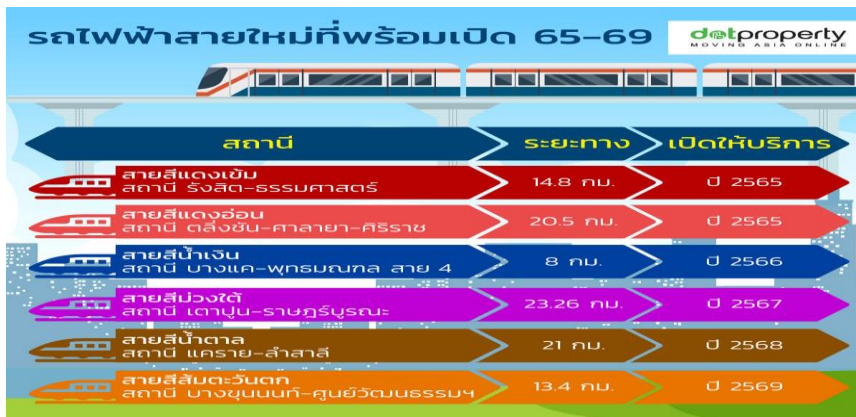 รถไฟฟ้าสายใหม่ที่พร้อมเปิด 65-69
dotproperty
MOVING ASIA ONLINE
สถานี ระยะทาง เปิดให้บริการ
สายสีแดงเข้ม
สถานี รังสิต-ธรรมศาสตร์ 14.8 กม. ปี 2565
สายสีแดงอ่อน
สถานี ตลิ่งชัน-ศาลายา-ศิริราช 20.5 กม. ปี 2565
สายสีน้ำเงิน
สถานี บางแค-พุทธมณฑล สาย 4 8 กม. ปี 2566
สายสีม่วงใต้
สถานี เตาปูน-ราษฎร์บูรณะ 23.26 กม. ปี 2567
สายสีน้ำตาล
สถานี แคราย-ลำสาลี 21 กม. ปี 2568
สายสีส้มตะวันตก
สถานี บางขุนนนท์-ศูนย์วัฒนธรรมฯ 13.4 กม. ปี 2569